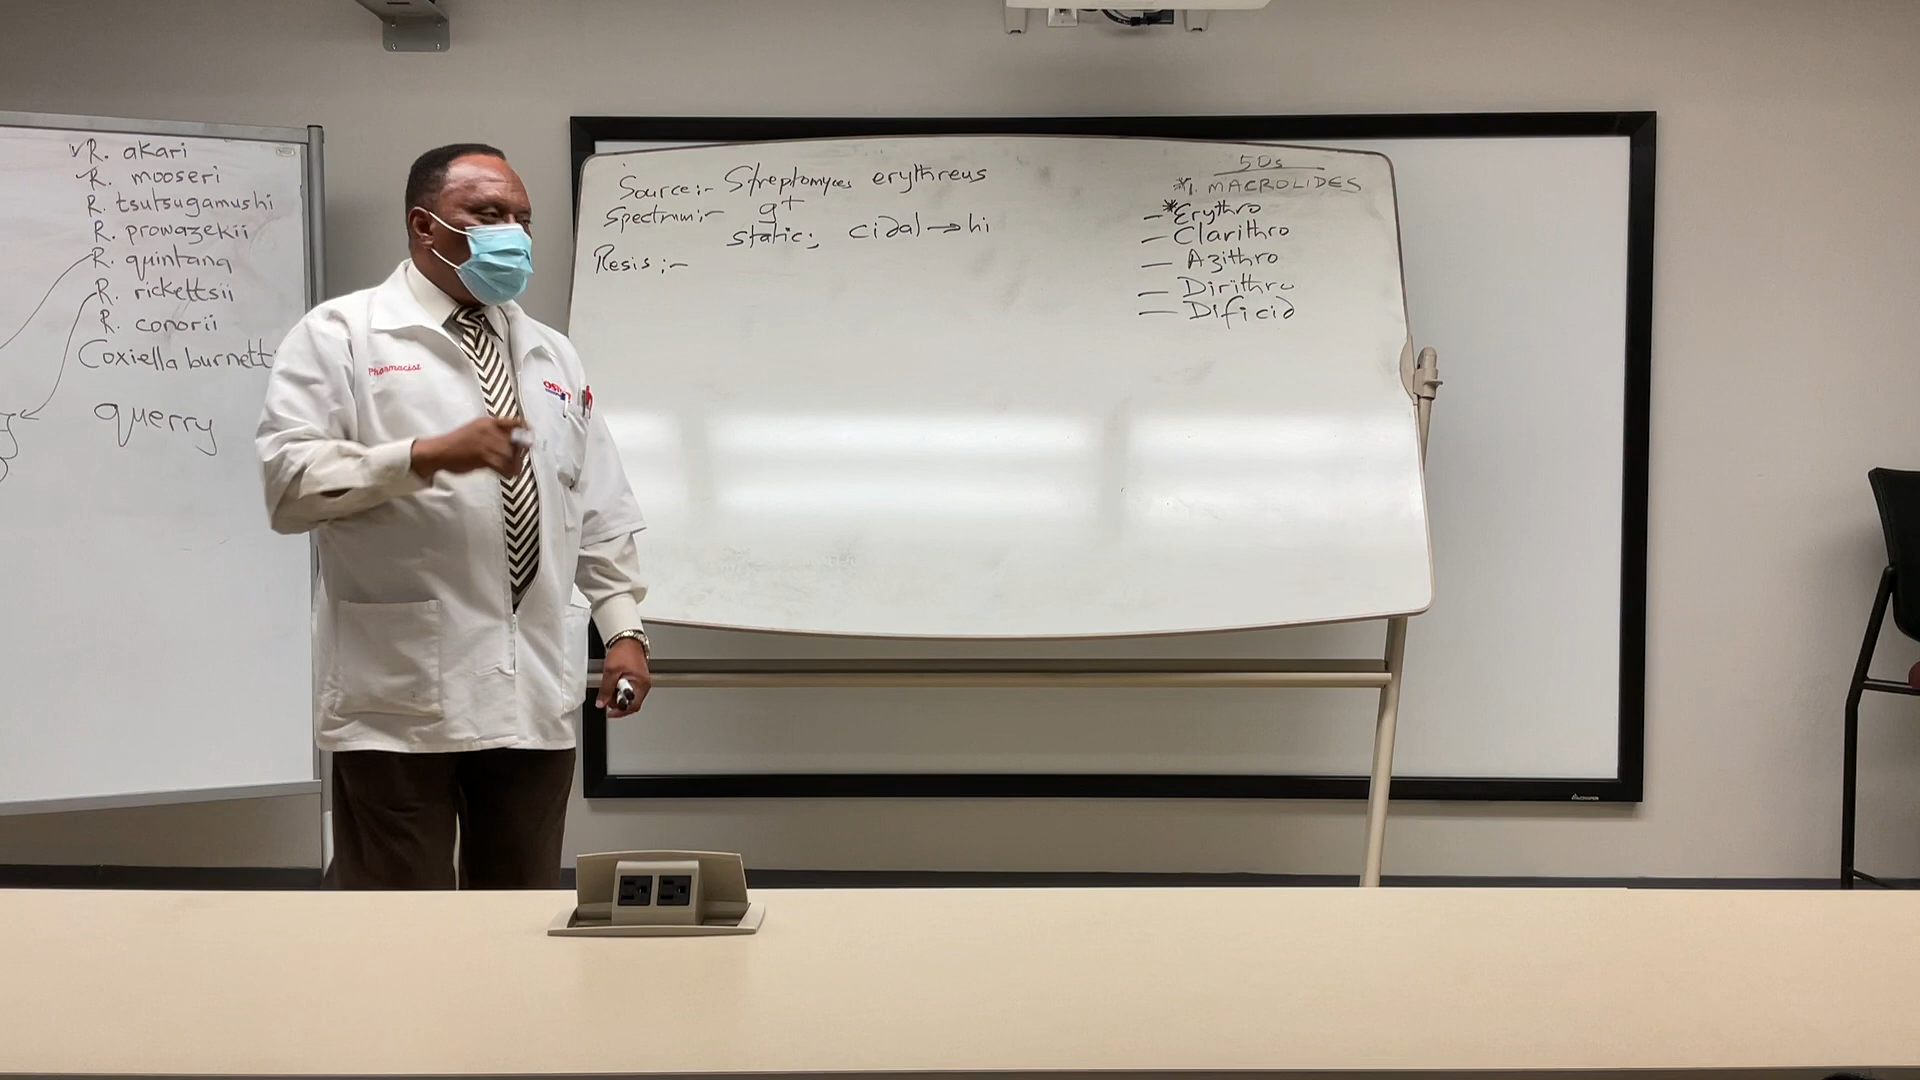 R. akari
R. mooseri
R. tsutsugamushi
R. prowazekii
R. quintana
R. rickettsii
R. conorii
Coxiella burnett
querry
Pharmacist
Source:- Streptomyces erythreus
Spectrum:- g+
static; cidal → hi
Resis:-
50s
*1. MACROLIDES
- *Erythro
- Clarithro
- Azithro
- Dirithro
- Dificid